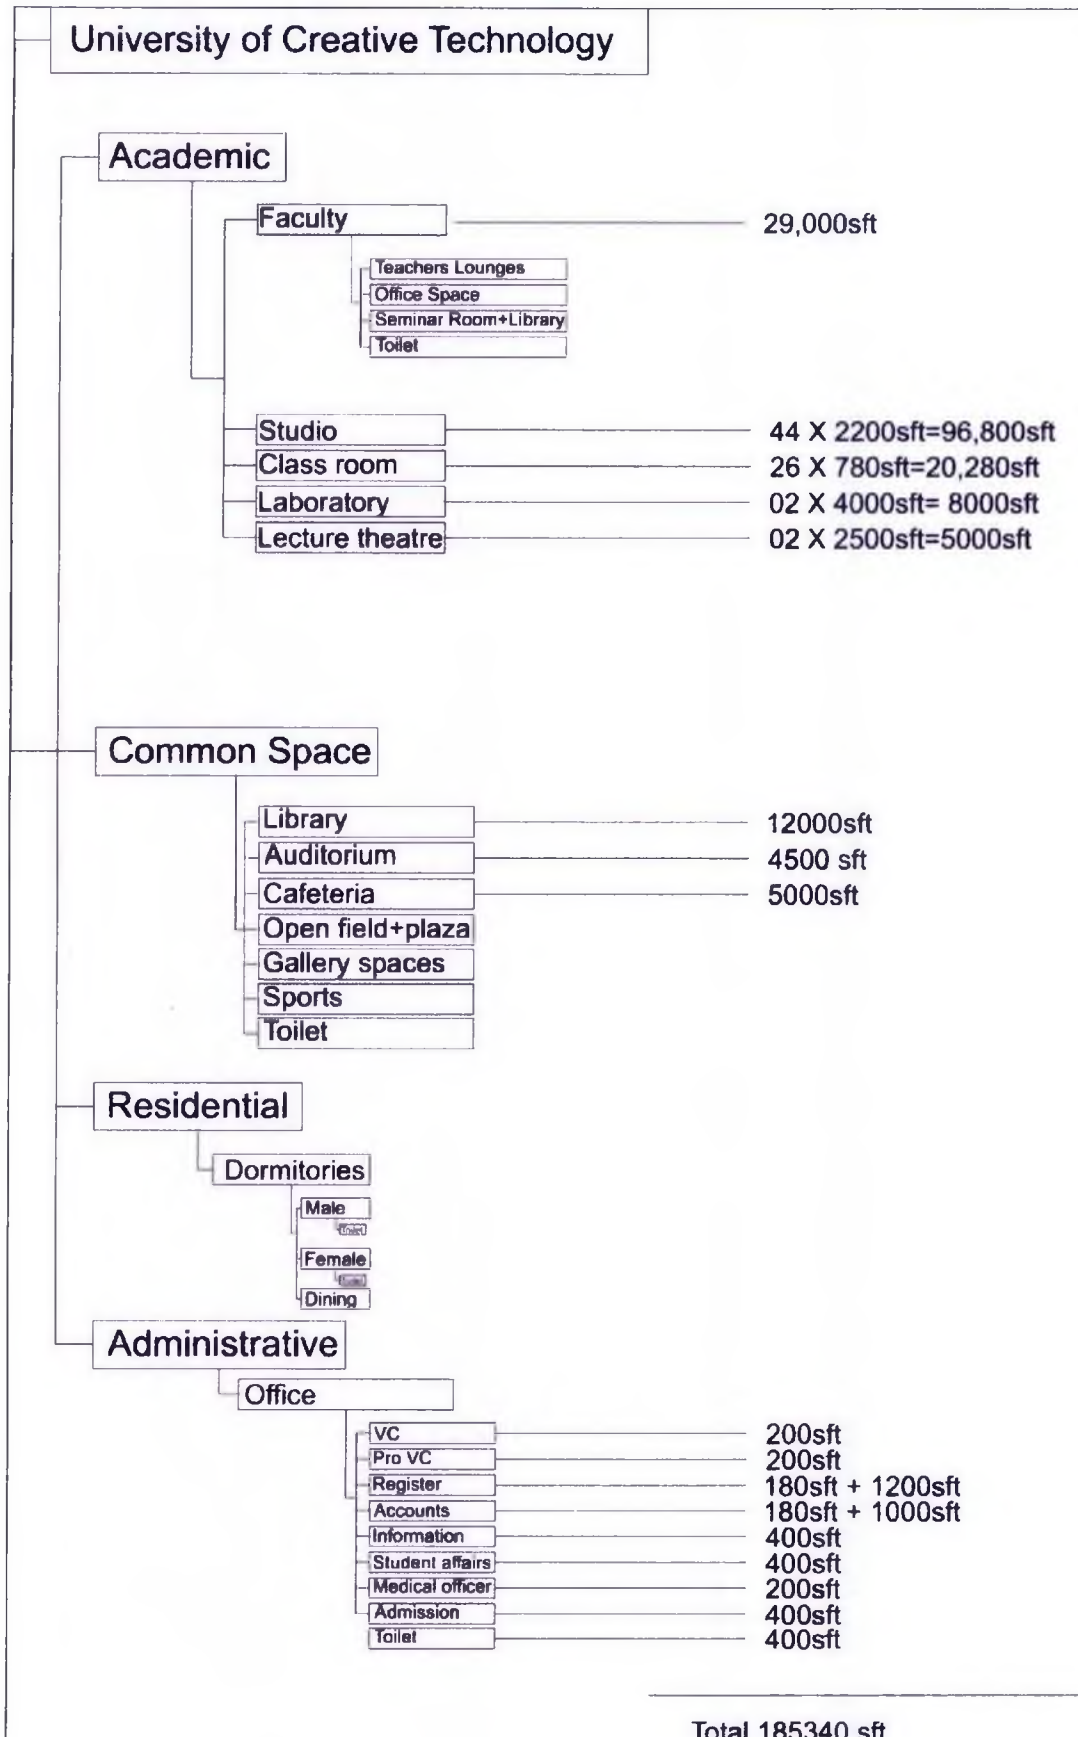 University of Creative Technology
Academic
Faculty 29,000sft
Teachers Lounges
Office Space
Seminar Room+Library
Toilet
Studio 44 X 2200sft=96,800sft
Class room 26 X 780sft=20,280sft
Laboratory 02 X 4000sft= 8000sft
Lecture theatre 02 X 2500sft=5000sft
Common Space
Library 12000sft
Auditorium 4500 sft
Cafeteria 5000sft
Open field+plaza
Gallery spaces
Sports
Toilet
Residential
Dormitories
Male
Female
Dining
Administrative
Office
VC 200sft
Pro VC 200sft
Register 180sft + 1200sft
Accounts 180sft + 1000sft
Information 400sft
Student affairs 400sft
Medical officer 200sft
Admission 400sft
Toilet 400sft
Total 185340 sft